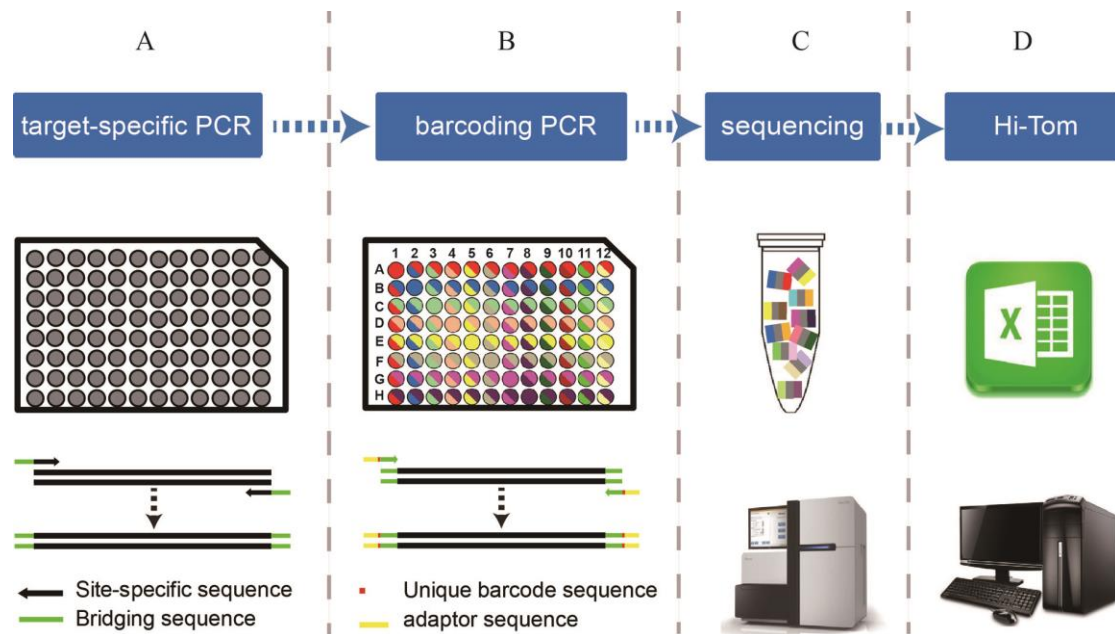 A
B
C
D
target-specific PCR
barcoding PCR
sequencing
Hi-Tom
1 2 3 4 5 6 7 8 9 10 11 12
A
B
C
D
E
F
G
H
X
Site-specific sequence
Bridging sequence
Unique barcode sequence
adaptor sequence